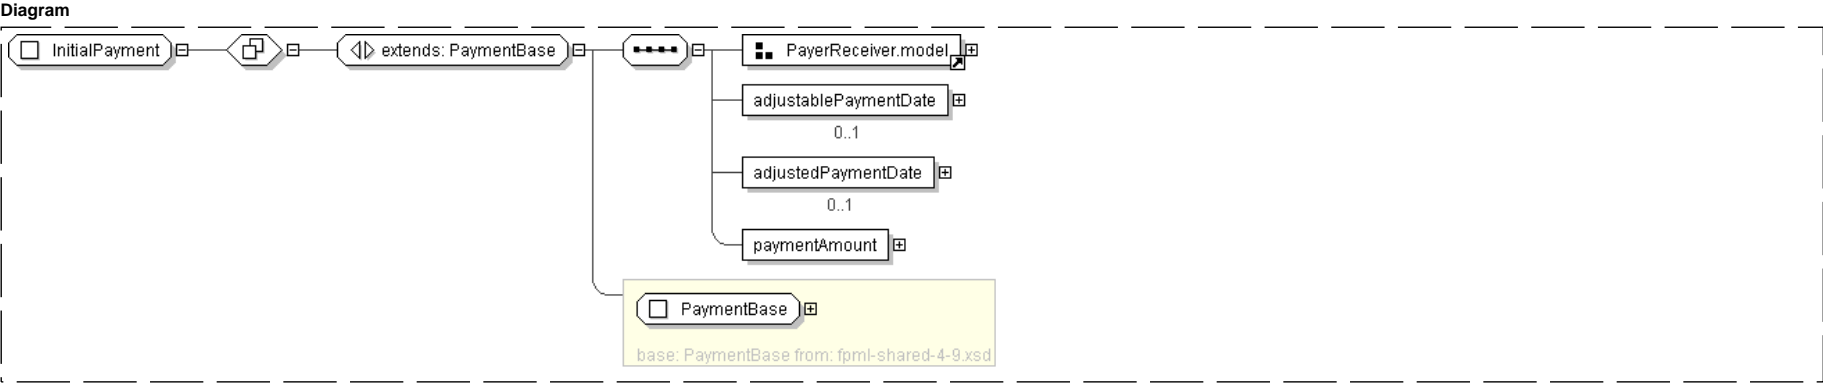 Diagram
InitialPayment
extends: PaymentBase
PayerReceiver.model
adjustablePaymentDate
0..1
adjustedPaymentDate
0..1
paymentAmount
PaymentBase
base: PaymentBase from: fpml-shared-4-9.xsd